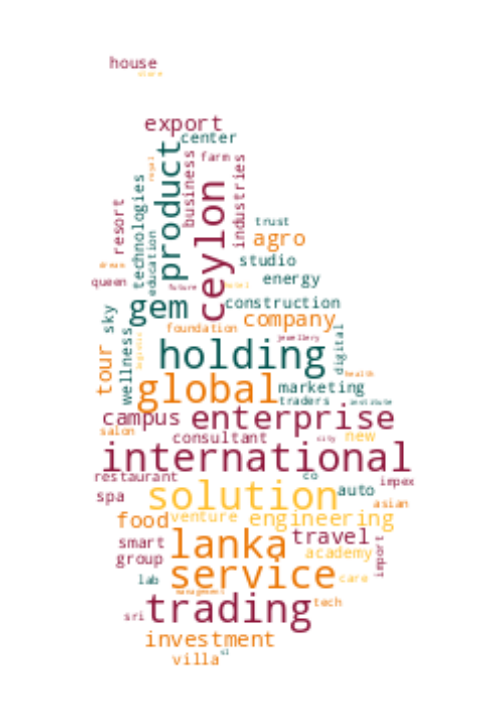 house
store
export
center
product
business
farm
industries
ceylon
technologies
education
resort
trust
agro
studio
queen
dream
future
hotel
energy
gem
construction
sky
company
foundation
jewellery
digital
wellness
holding
tour
health
global
marketing
traders
institute
campus
enterprise
salon
consultant
city
new
international
restaurant
co
impex
spa
solution
auto
asian
food
venture
engineering
smart
lanka
travel
group
academy
import
lab
service
care
management
sri
trading
tech
investment
villa